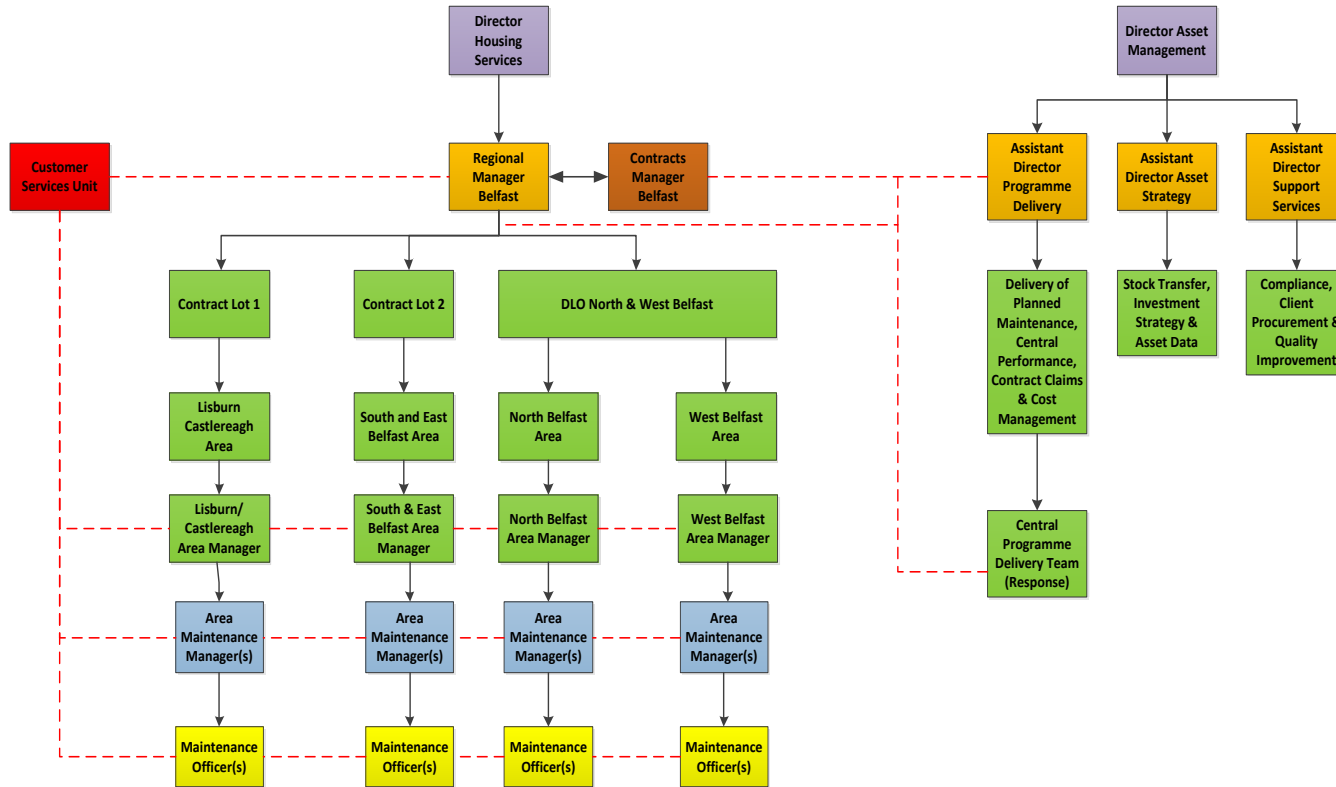 Director
Housing
Services
Director Asset
Management
Customer
Services Unit
Regional
Manager
Belfast
Contracts
Manager
Belfast
Assistant
Director
Programme
Delivery
Assistant
Director Asset
Strategy
Assistant
Director
Support
Services
Contract Lot 1
Contract Lot 2
DLO North & West Belfast
Delivery of
Planned
Maintenance,
Central
Performance,
Contract Claims
& Cost
Management
Stock Transfer,
Investment
Strategy &
Asset Data
Compliance,
Client
Procurement &
Quality
Improvement
Lisburn
Castlereagh
Area
South and East
Belfast Area
North Belfast
Area
West Belfast
Area
Lisburn/
Castlereagh
Area Manager
South & East
Belfast Area
Manager
North Belfast
Area Manager
West Belfast
Area Manager
Central
Programme
Delivery Team
(Response)
Area
Maintenance
Manager(s)
Area
Maintenance
Manager(s)
Area
Maintenance
Manager(s)
Area
Maintenance
Manager(s)
Maintenance
Officer(s)
Maintenance
Officer(s)
Maintenance
Officer(s)
Maintenance
Officer(s)